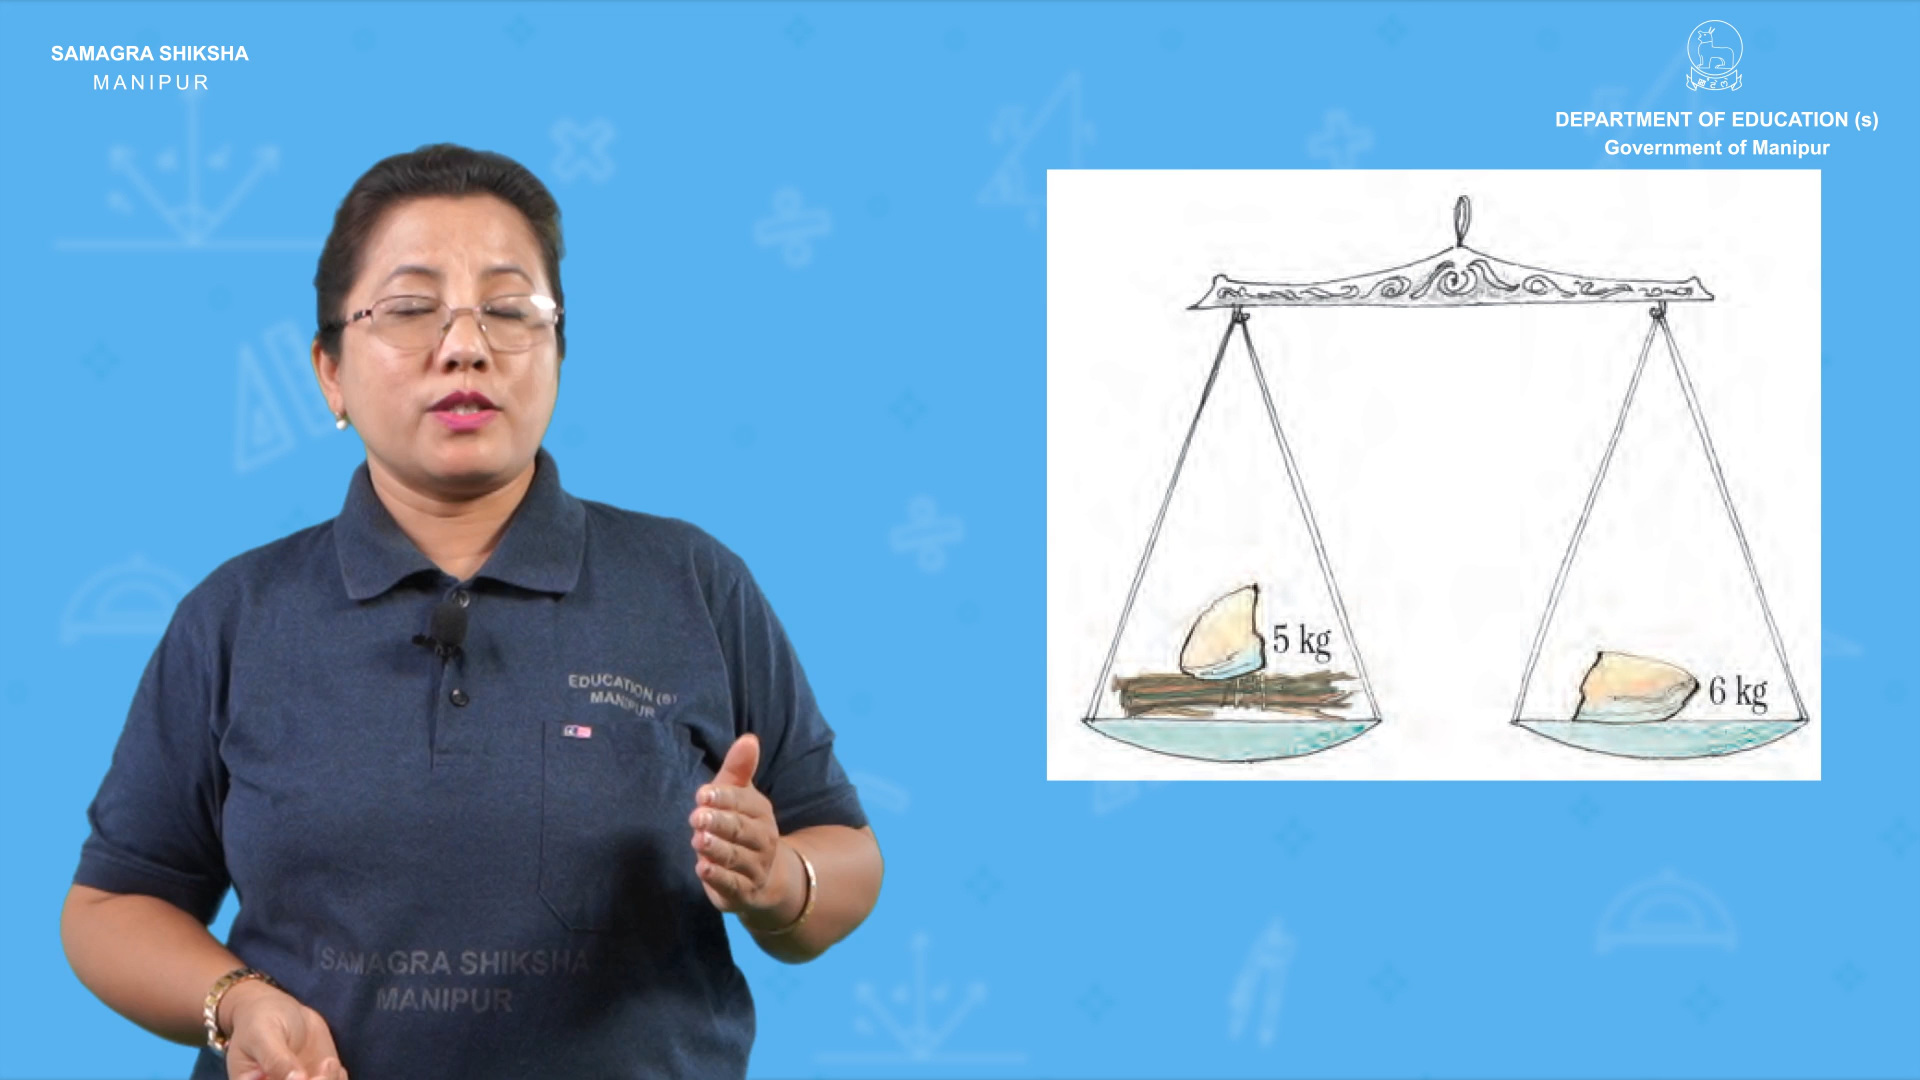 SAMAGRA SHIKSHA
MANIPUR
DEPARTMENT OF EDUCATION (s)
Government of Manipur
5 kg
6 kg
EDUCATION (S)
MANIPUR
SAMAGRA SHIKSHA
MANIPUR